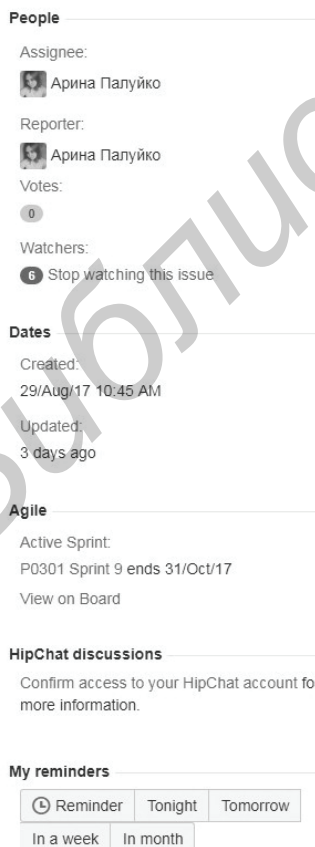 People
Assignee:
Арина Палуйко
Reporter:
Арина Палуйко
Votes:
0
Watchers:
6 Stop watching this issue
Dates
Created:
29/Aug/17 10:45 AM
Updated:
3 days ago
Agile
Active Sprint:
P0301 Sprint 9 ends 31/Oct/17
View on Board
HipChat discussions
Confirm access to your HipChat account fo
more information.
My reminders
Reminder Tonight Tomorrow
In a week In month